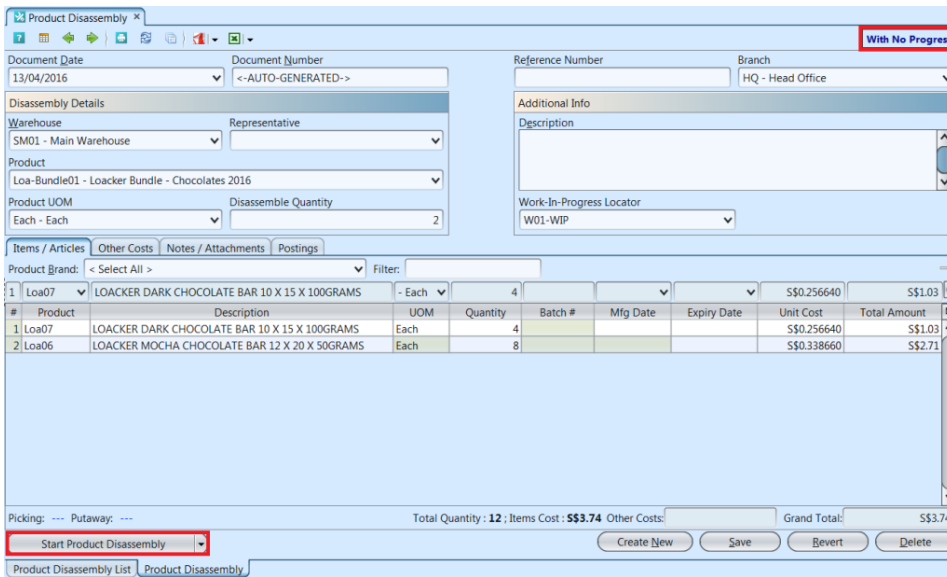 Product Disassembly
With No Progres
Document Date
Document Number
Reference Number
Branch
13/04/2016
<-AUTO-GENERATED->
HQ - Head Office
Disassembly Details
Additional Info
Warehouse
Representative
Description
SM01 - Main Warehouse
Product
Loa-Bundle01 - Loacker Bundle - Chocolates 2016
Product UOM
Disassemble Quantity
Work-In-Progress Locator
Each - Each
2
W01-WIP
Items / Articles Other Costs Notes / Attachments Postings
Product Brand: < Select All > Filter:
1 Loa07 LOACKER DARK CHOCOLATE BAR 10 X 15 X 100GRAMS - Each 4 S$0.256640 S$1.03
# Product Description UOM Quantity Batch # Mfg Date Expiry Date Unit Cost Total Amount
1 Loa07 LOACKER DARK CHOCOLATE BAR 10 X 15 X 100GRAMS Each 4 S$0.256640 S$1.03
2 Loa06 LOACKER MOCHA CHOCOLATE BAR 12 X 20 X 50GRAMS Each 8 S$0.338660 S$2.71
Picking: --- Putaway: --- Total Quantity : 12 ; Items Cost : S$3.74 Other Costs: Grand Total: S$3.74
Start Product Disassembly Create New Save Revert Delete
Product Disassembly List Product Disassembly